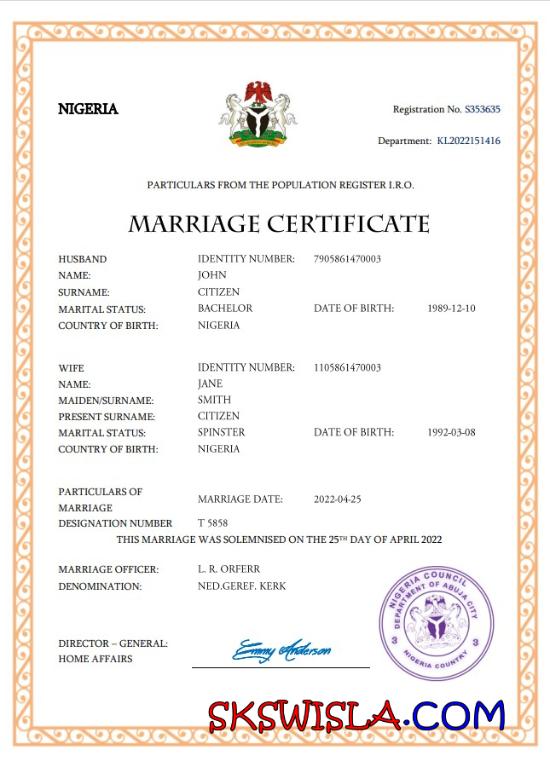 NIGERIA
Registration No. S353635
Department: KL2022151416
PARTICULARS FROM THE POPULATION REGISTER I.R.O.
MARRIAGE CERTIFICATE
HUSBAND IDENTITY NUMBER: 7905861470003
NAME: JOHN
SURNAME: CITIZEN
MARITAL STATUS: BACHELOR DATE OF BIRTH: 1989-12-10
COUNTRY OF BIRTH: NIGERIA
WIFE IDENTITY NUMBER: 1105861470003
NAME: JANE
MAIDEN/SURNAME: SMITH
PRESENT SURNAME: CITIZEN
MARITAL STATUS: SPINSTER DATE OF BIRTH: 1992-03-08
COUNTRY OF BIRTH: NIGERIA
PARTICULARS OF
MARRIAGE MARRIAGE DATE: 2022-04-25
DESIGNATION NUMBER T 5858
THIS MARRIAGE WAS SOLEMNISED ON THE 25TH DAY OF APRIL 2022
MARRIAGE OFFICER: L. R. ORFERR
DENOMINATION: NED.GEREF. KERK
NIGERIA COUNCIL
DEPARTMENT OF ABUJA CITY
3 3
NIGERIA COUNTRY
DIRECTOR – GENERAL:
HOME AFFAIRS
Emmy Anderson
SKSWISLA.COM